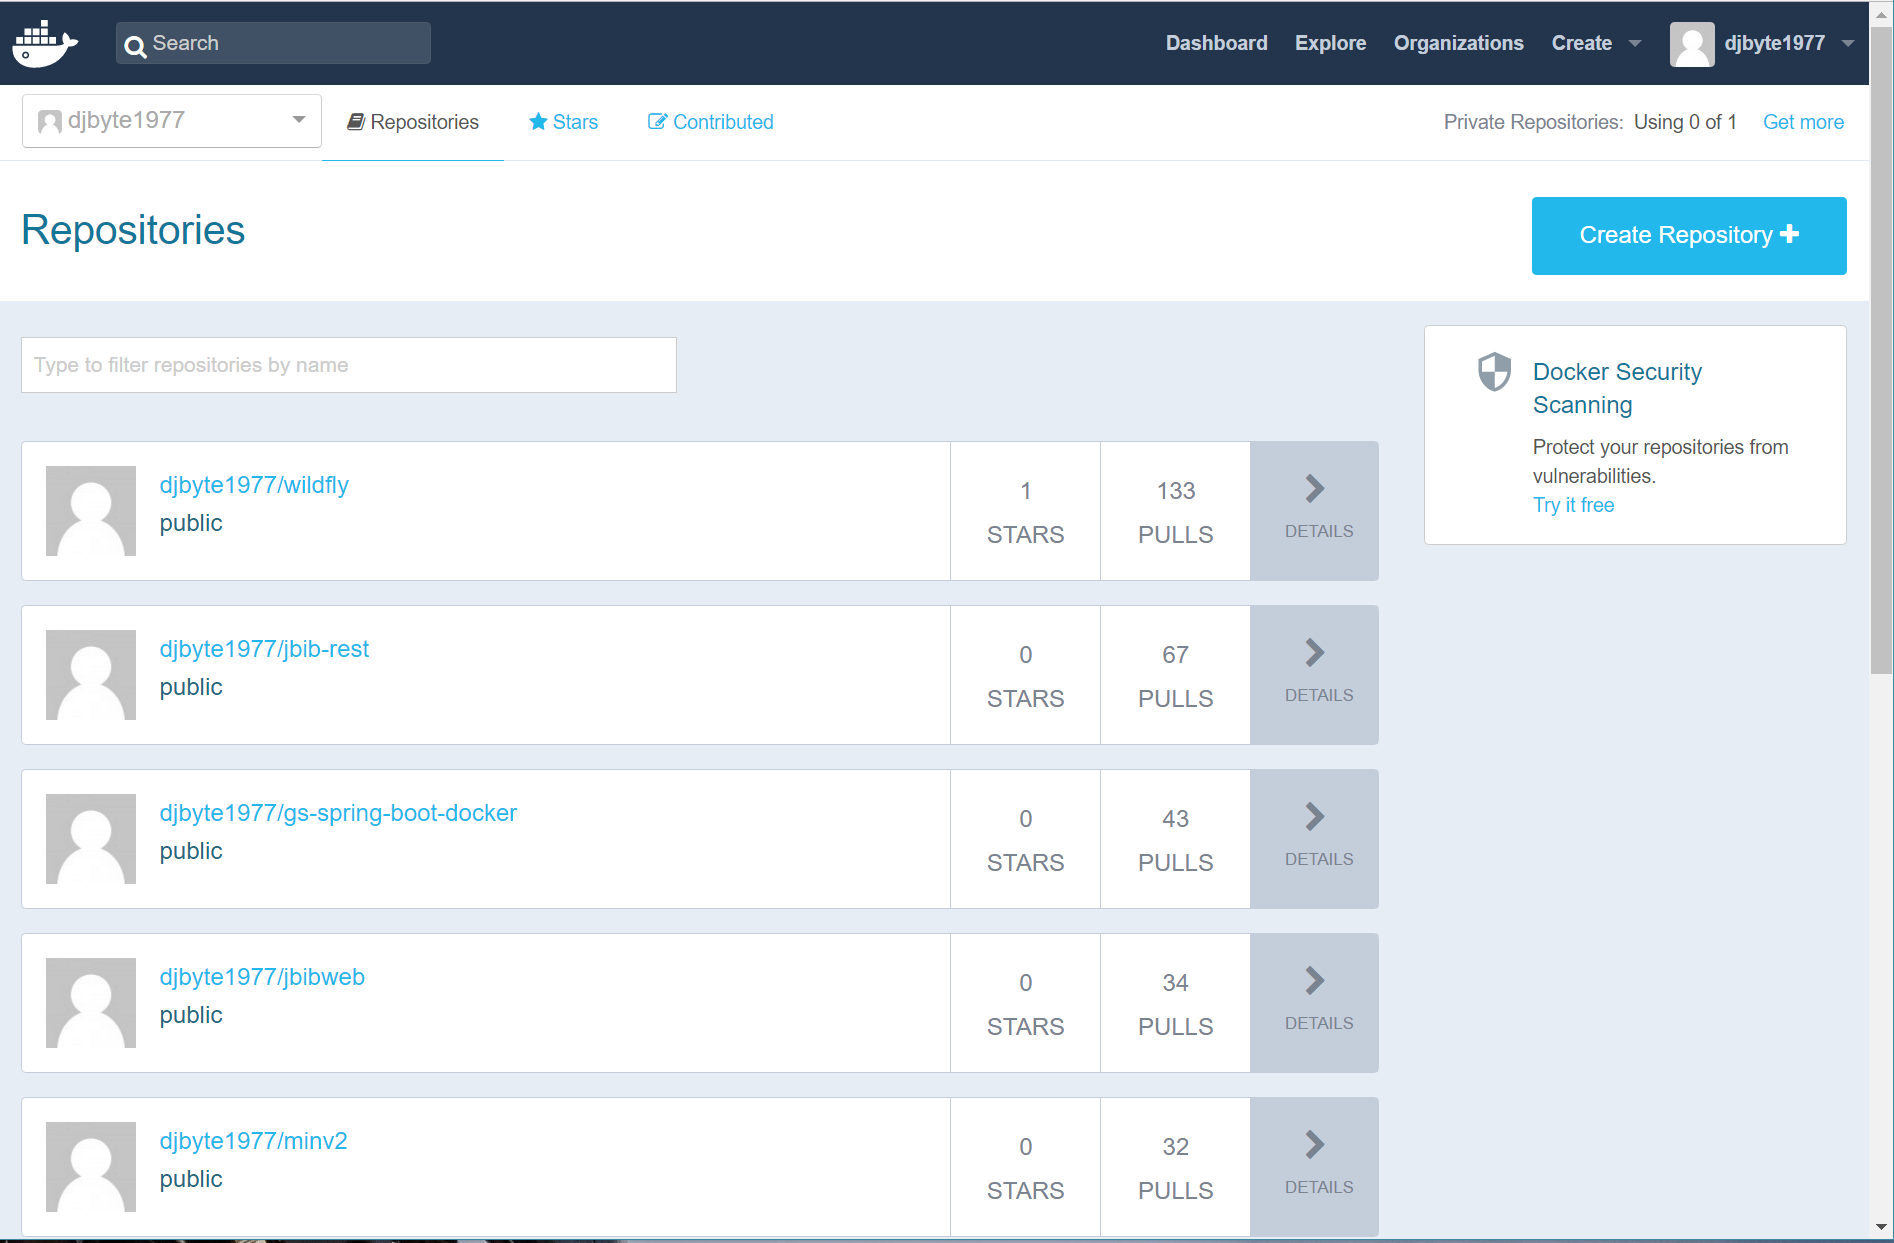 Search
Dashboard Explore Organizations Create djbyte1977
djbyte1977 Repositories Stars Contributed Private Repositories: Using 0 of 1 Get more
Repositories
Create Repository
Type to filter repositories by name
Docker Security
Scanning
Protect your repositories from
vulnerabilities.
Try it free
djbyte1977/wildfly
public
1
STARS
133
PULLS
DETAILS
djbyte1977/jbib-rest
public
0
STARS
67
PULLS
DETAILS
djbyte1977/gs-spring-boot-docker
public
0
STARS
43
PULLS
DETAILS
djbyte1977/jbibweb
public
0
STARS
34
PULLS
DETAILS
djbyte1977/minv2
public
0
STARS
32
PULLS
DETAILS